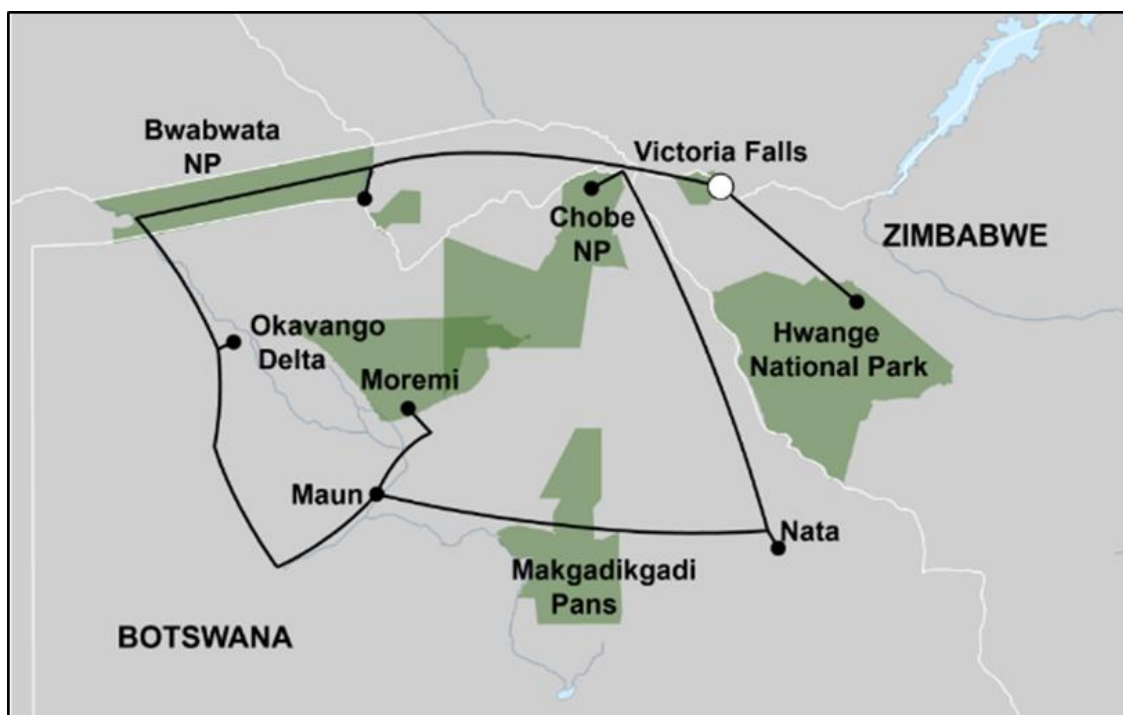 Bwabwata
NP
Victoria Falls
Chobe
NP
ZIMBABWE
Okavango
Delta
Hwange
National Park
Moremi
Maun
Nata
Makgadikgadi
Pans
BOTSWANA